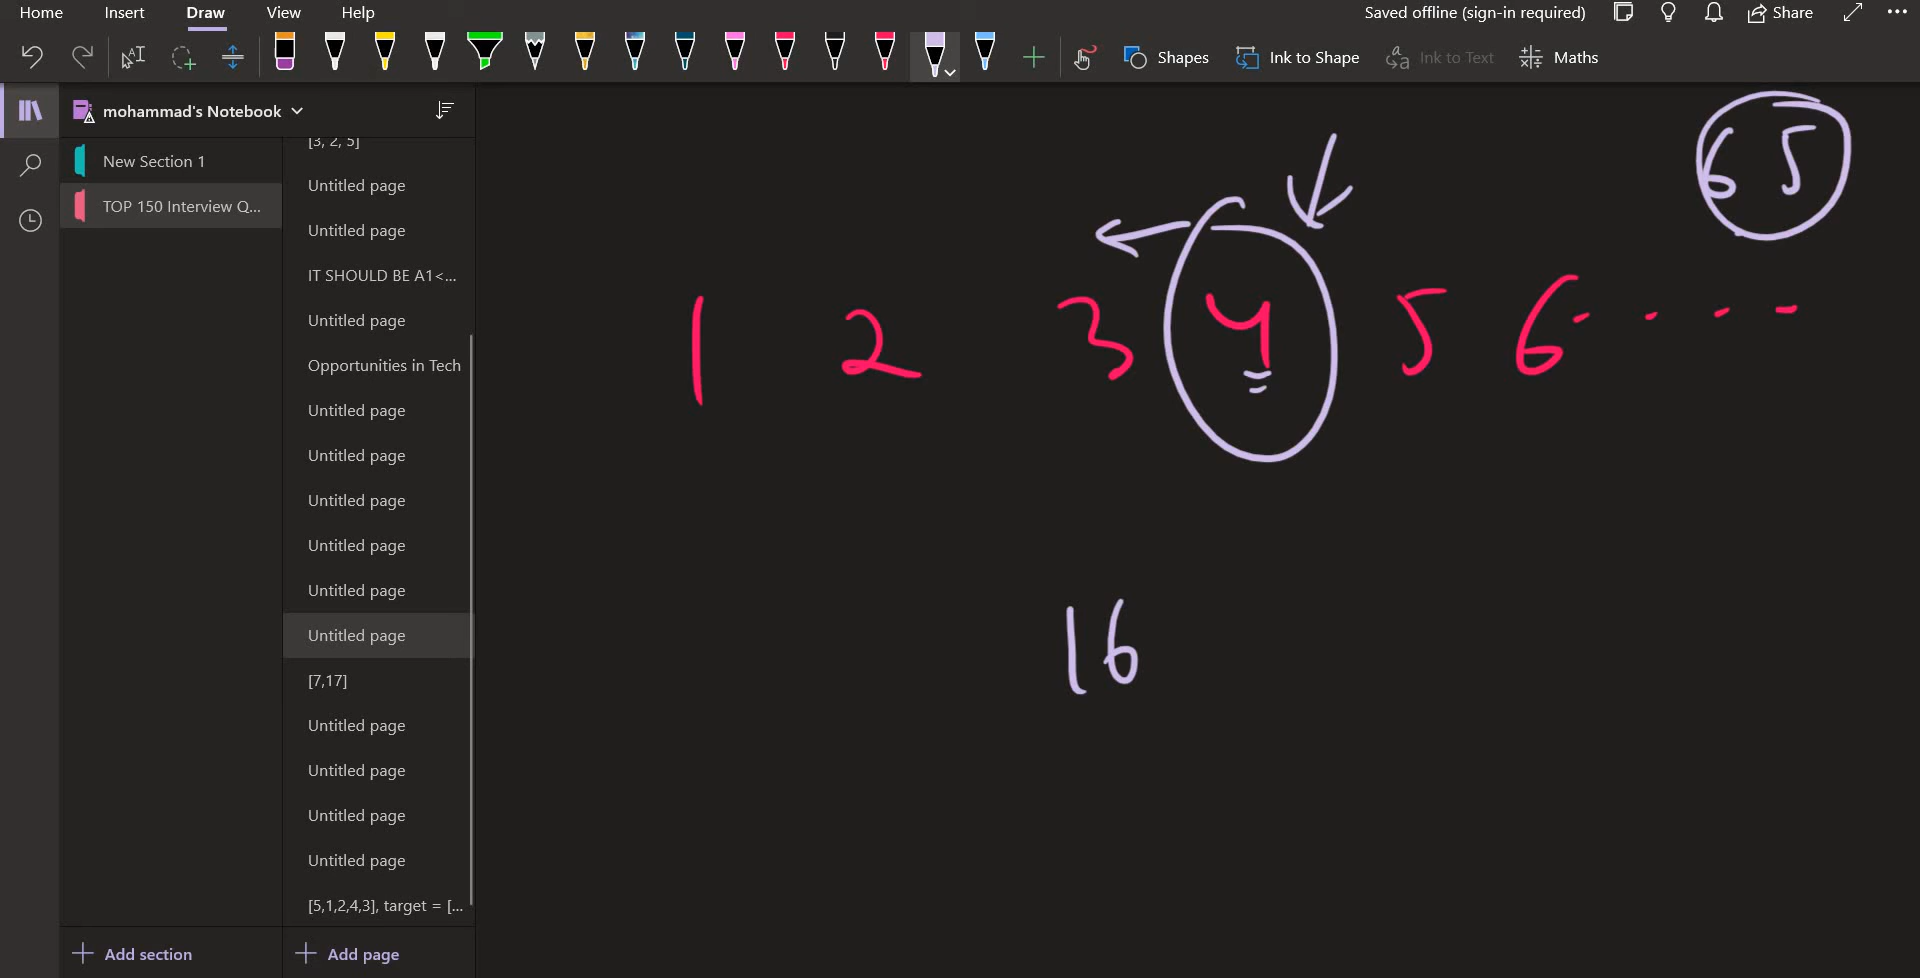 Home Insert Draw View Help Saved offline (sign-in required) Share
Shapes Ink to Shape Ink to Text Maths
mohammad's Notebook
New Section 1
TOP 150 Interview Q...
[3, 2, 5]
Untitled page
Untitled page
IT SHOULD BE A1<...
Untitled page
Opportunities in Tech
Untitled page
Untitled page
Untitled page
Untitled page
Untitled page
Untitled page
[7,17]
Untitled page
Untitled page
Untitled page
Untitled page
[5,1,2,4,3], target = [...
Add section
Add page
6 5
1 2 3 4 5 6 . . . -
16